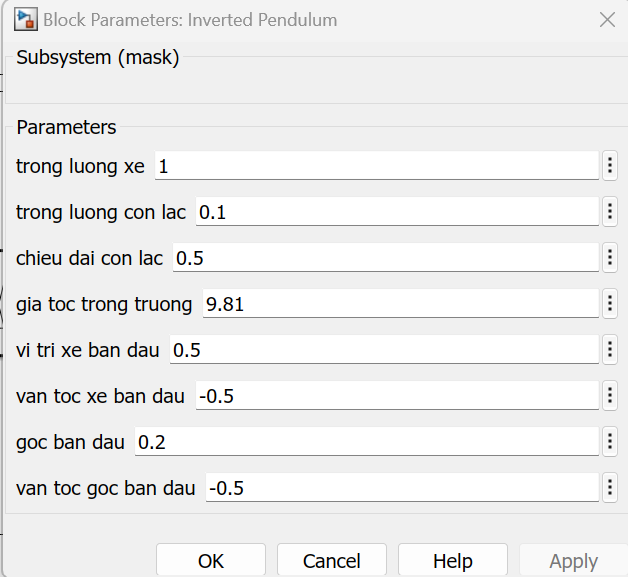 Block Parameters: Inverted Pendulum
Subsystem (mask)
Parameters
trong luong xe 1
trong luong con lac 0.1
chieu dai con lac 0.5
gia toc trong truong 9.81
vi tri xe ban dau 0.5
van toc xe ban dau -0.5
goc ban dau 0.2
van toc goc ban dau -0.5
OK Cancel Help Apply